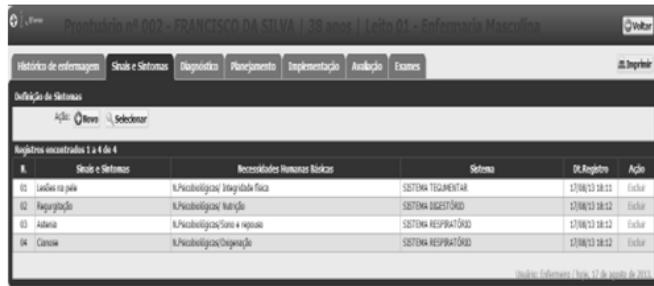 Prontuário nº 002 - FRANCISCO DA SILVA | 38 anos | Leito 01 - Enfermaria Masculina Voltar
Histórico de enfermagem Sinais e Sintomas Diagnóstico Planejamento Implementação Avaliação Exames Imprimir
Definição de Sintomas
Ação: Novo Selecionar
Registros encontrados 1 a 4 de 4
N. Sinais e Sintomas Necessidades Humanas Básicas Sistema Dt.Registro Ação
01 Lesões na pele N.Psicobiológicas/ Integridade física SISTEMA TEGUMENTAR 17/08/13 18:11 Excluir
02 Regurgitação N.Psicobiológicas/ Nutrição SISTEMA DIGESTÓRIO 17/08/13 18:12 Excluir
03 Astenia N.Psicobiológicas/Sono e repouso SISTEMA RESPIRATÓRIO 17/08/13 18:12 Excluir
04 Cianose N.Psicobiológicas/Oxigenação SISTEMA RESPIRATÓRIO 17/08/13 18:12 Excluir
Usuário: Enfermeiro / hoje, 17 de agosto de 2013.